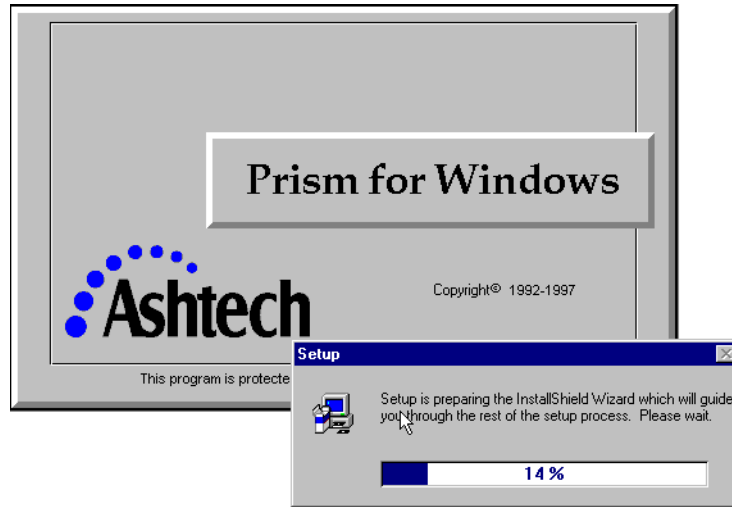 Prism for Windows
Ashtech
Copyright© 1992-1997
This program is protecte
Setup
Setup is preparing the InstallShield Wizard which will guide
you through the rest of the setup process. Please wait.
14%